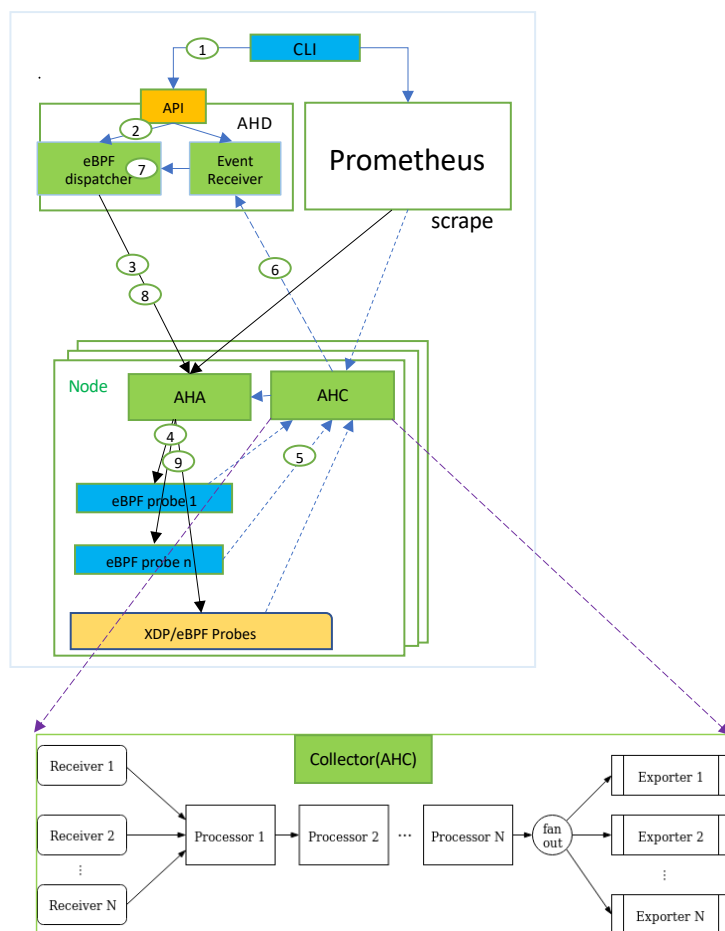 1
CLI
.
API
2
AHD
eBPF
dispatcher
7
Event
Receiver
Prometheus
scrape
3
6
8
Node
AHA
AHC
4
9
5
eBPF probe 1
eBPF probe n
XDP/eBPF Probes
Collector(AHC)
Receiver 1
Receiver 2
⋮
Receiver N
Processor 1
Processor 2
...
Processor N
fan
out
Exporter 1
Exporter 2
⋮
Exporter N